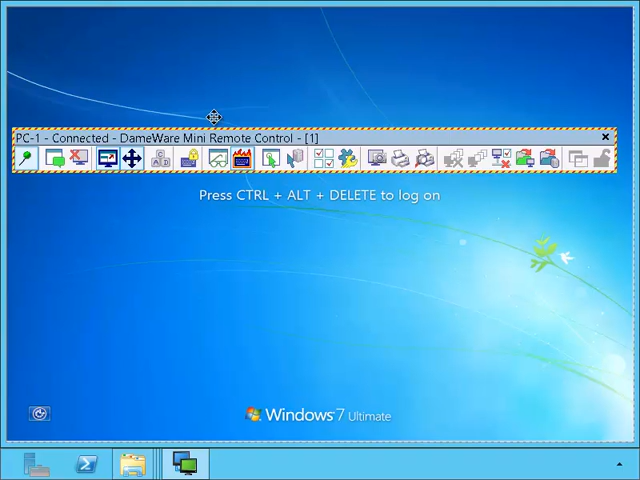 PC-1 - Connected - DameWare Mini Remote Control - [1]
Press CTRL + ALT + DELETE to log on
Windows 7 Ultimate